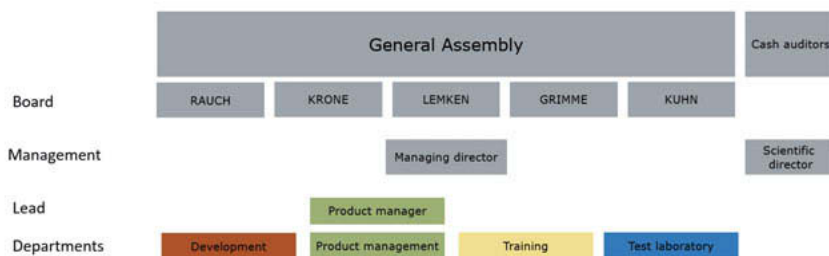 General Assembly
Cash auditors
Board
RAUCH
KRONE
LEMKEN
GRIMME
KUHN
Management
Managing director
Scientific
director
Lead
Product manager
Departments
Development
Product management
Training
Test laboratory